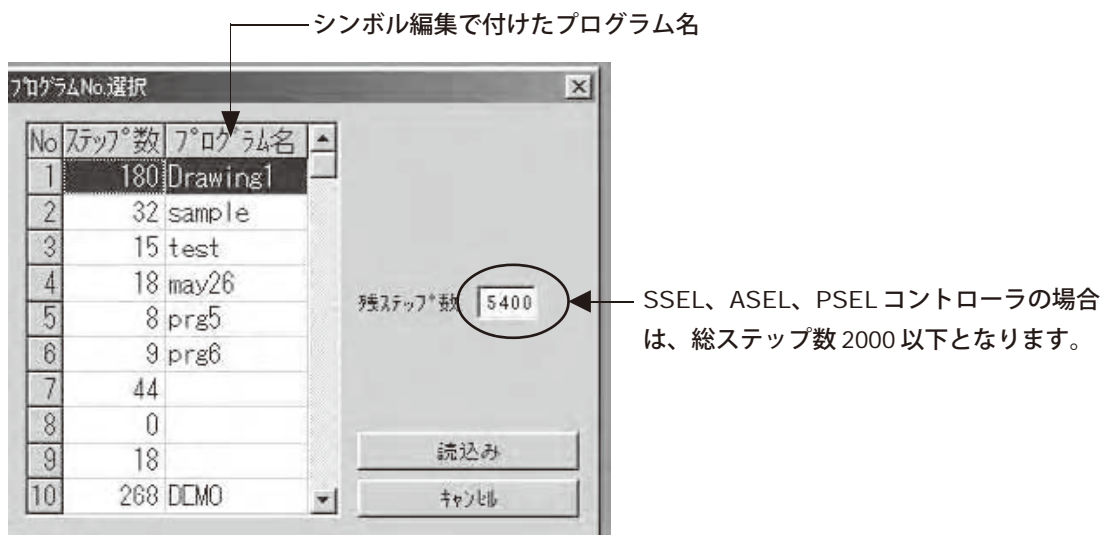 シンボル編集で付けたプログラム名
プログラムNo.選択
No ステップ数 プログラム名
1 180 Drawing1
2 32 sample
3 15 test
4 18 may26
5 8 prg5
6 9 prg6
7 44
8 0
9 18
10 268 DEMO
残ステップ数 5400
SSEL、ASEL、PSEL コントローラの場合
は、総ステップ数 2000 以下となります。
読込み
キャンセル